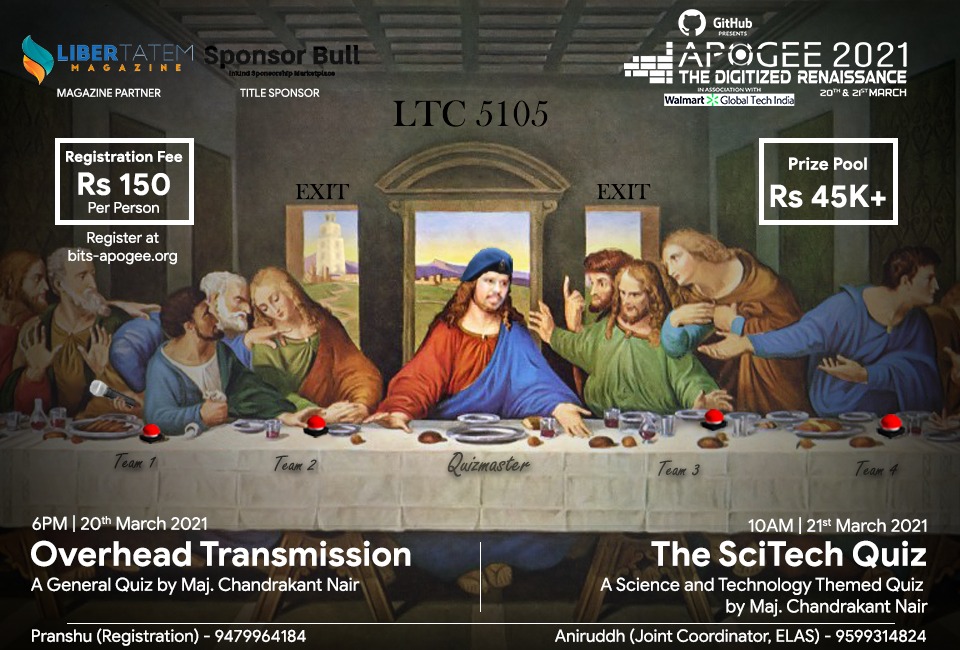 LIBERTATEM
MAGAZINE
MAGAZINE PARTNER
Sponsor Bull
Inkind Sponsorship Marketplace
TITLE SPONSOR
GitHub
PRESENTS
APOGEE 2021
THE DIGITIZED RENAISSANCE
IN ASSOCIATION WITH
20TH & 21ST MARCH
Walmart Global Tech India
LTC 5105
Registration Fee
Rs 150
Per Person
Register at
bits-apogee.org
EXIT
EXIT
Prize Pool
Rs 45K+
Team 1
Team 2
Quizmaster
Team 3
Team 4
6PM | 20th March 2021
Overhead Transmission
A General Quiz by Maj. Chandrakant Nair
10AM | 21st March 2021
The SciTech Quiz
A Science and Technology Themed Quiz
by Maj. Chandrakant Nair
Pranshu (Registration) - 9479964184
Aniruddh (Joint Coordinator, ELAS) - 9599314824